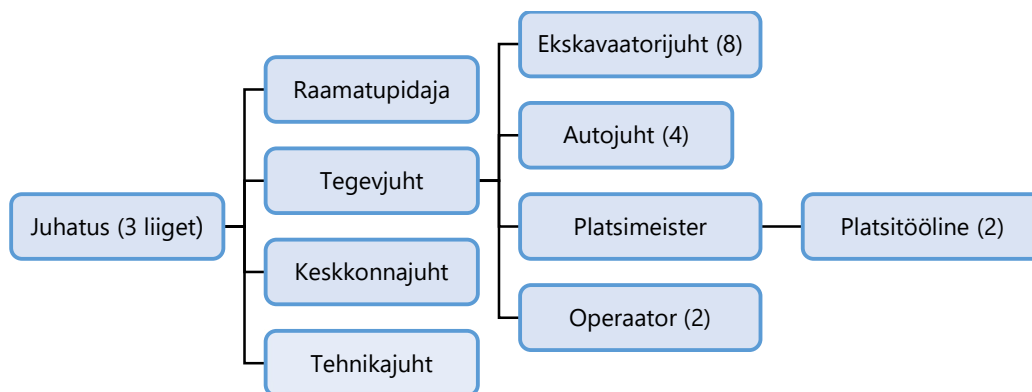 Juhatus (3 liiget)
Raamatupidaja
Tegevjuht
Keskkonnajuht
Tehnikajuht
Ekskavaatorijuht (8)
Autojuht (4)
Platsimeister
Operaator (2)
Platsitööline (2)